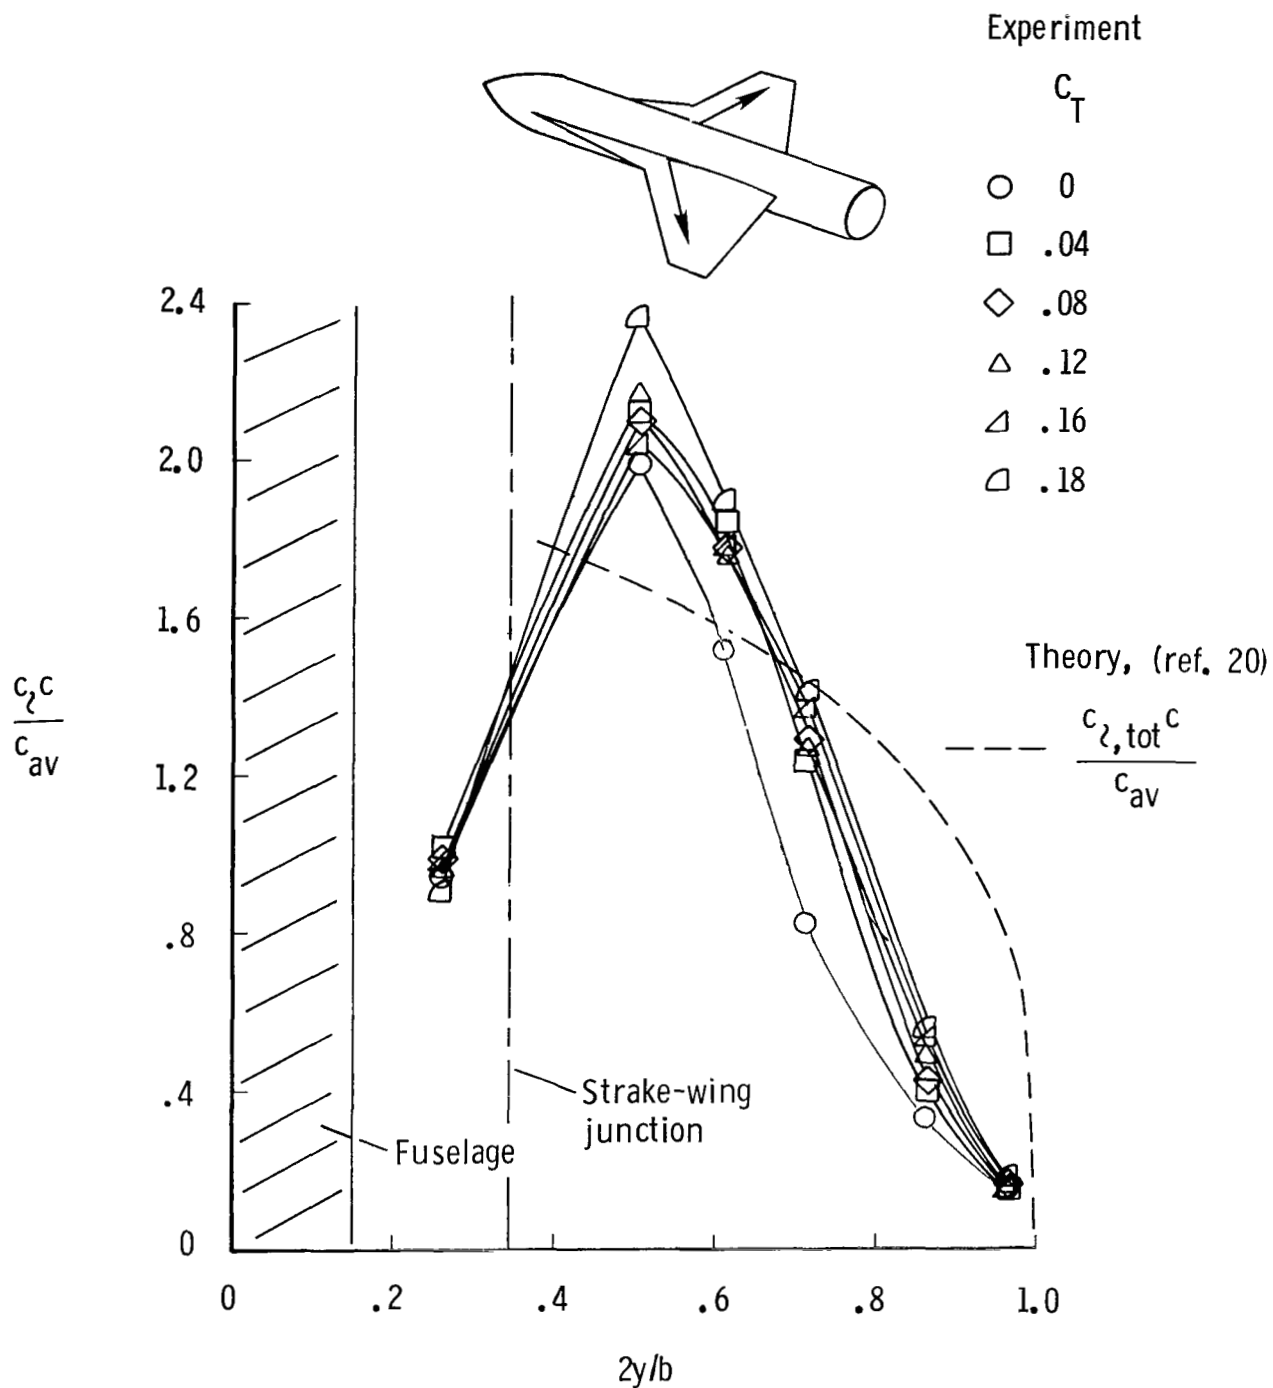 Experiment
C_T
0
.04
.08
.12
.16
.18
2.4
2.0
1.6
1.2
.8
.4
0
c_l c
c_av
Theory, (ref. 20)
c_l,tot c
c_av
Strake-wing
junction
Fuselage
0 .2 .4 .6 .8 1.0
2y/b